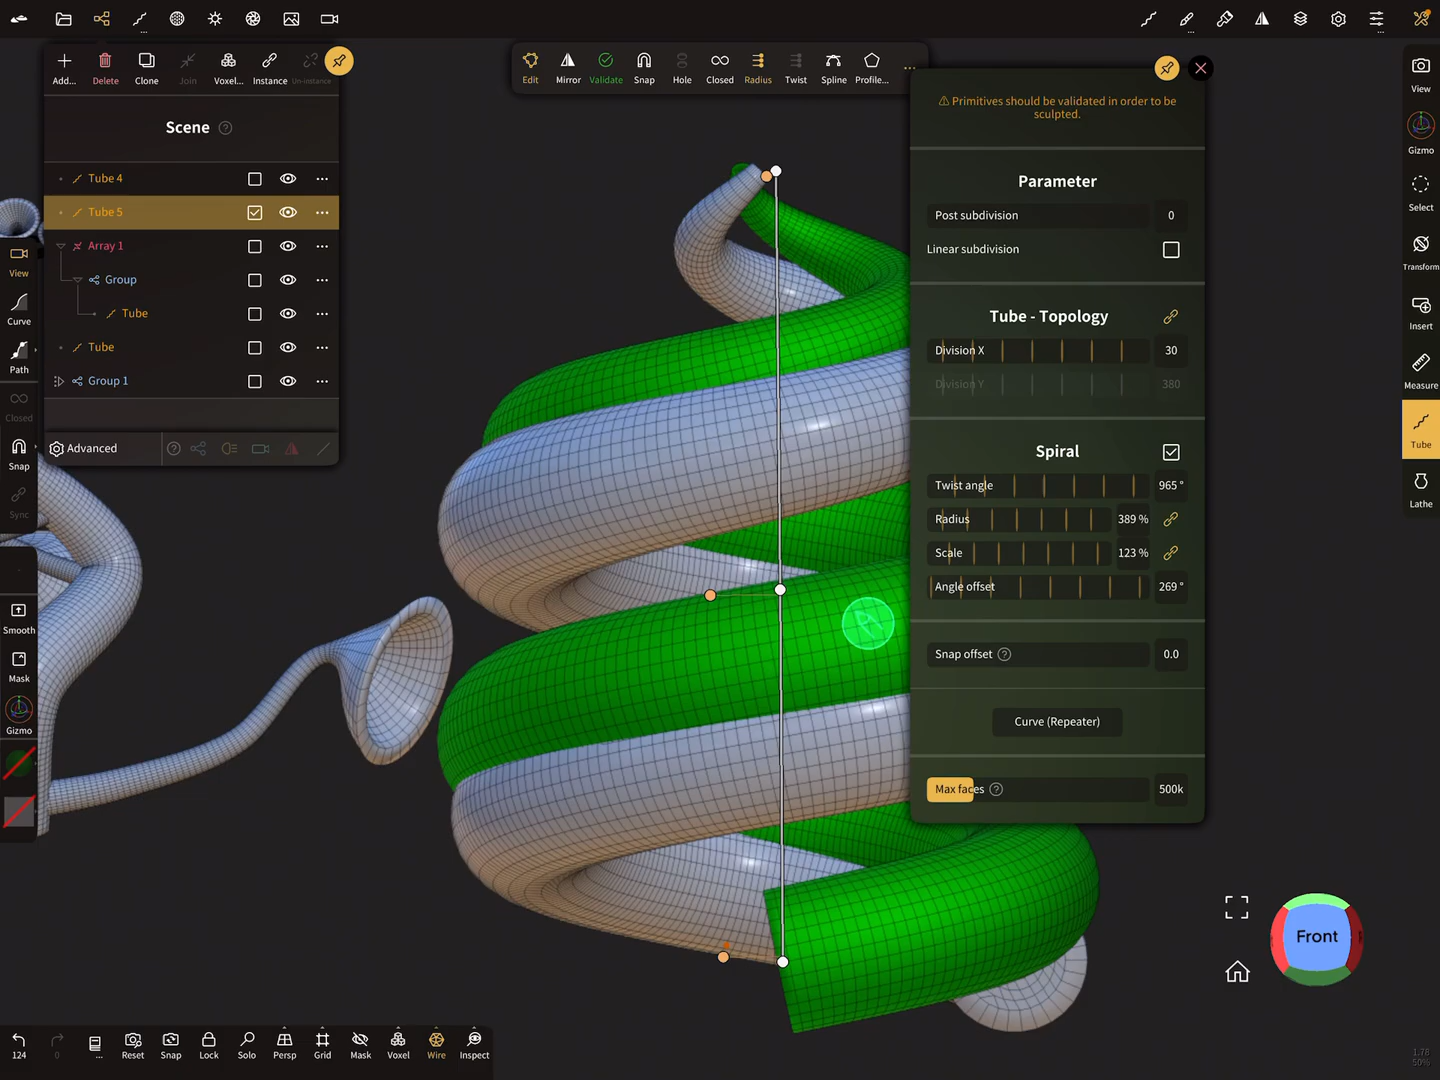 Add...
Delete
Clone
Join
Voxel...
Instance
Un-instance
Scene
Tube 4
Tube 5
Array 1
Group
Tube
Tube
Group 1
Advanced
View
Curve
Path
Closed
Snap
Sync
Smooth
Mask
Gizmo
Edit
Mirror
Validate
Snap
Hole
Closed
Radius
Twist
Spline
Profile...
Primitives should be validated in order to be
sculpted.
Parameter
Post subdivision 0
Linear subdivision
Tube - Topology
Division X 30
Division Y 380
Spiral
Twist angle 965 °
Radius 389 %
Scale 123 %
Angle offset 269 °
Snap offset 0.0
Curve (Repeater)
Max faces 500k
View
Gizmo
Select
Transform
Insert
Measure
Tube
Lathe
Front
124
0
...
Reset
Snap
Lock
Solo
Persp
Grid
Mask
Voxel
Wire
Inspect
1.78
50%